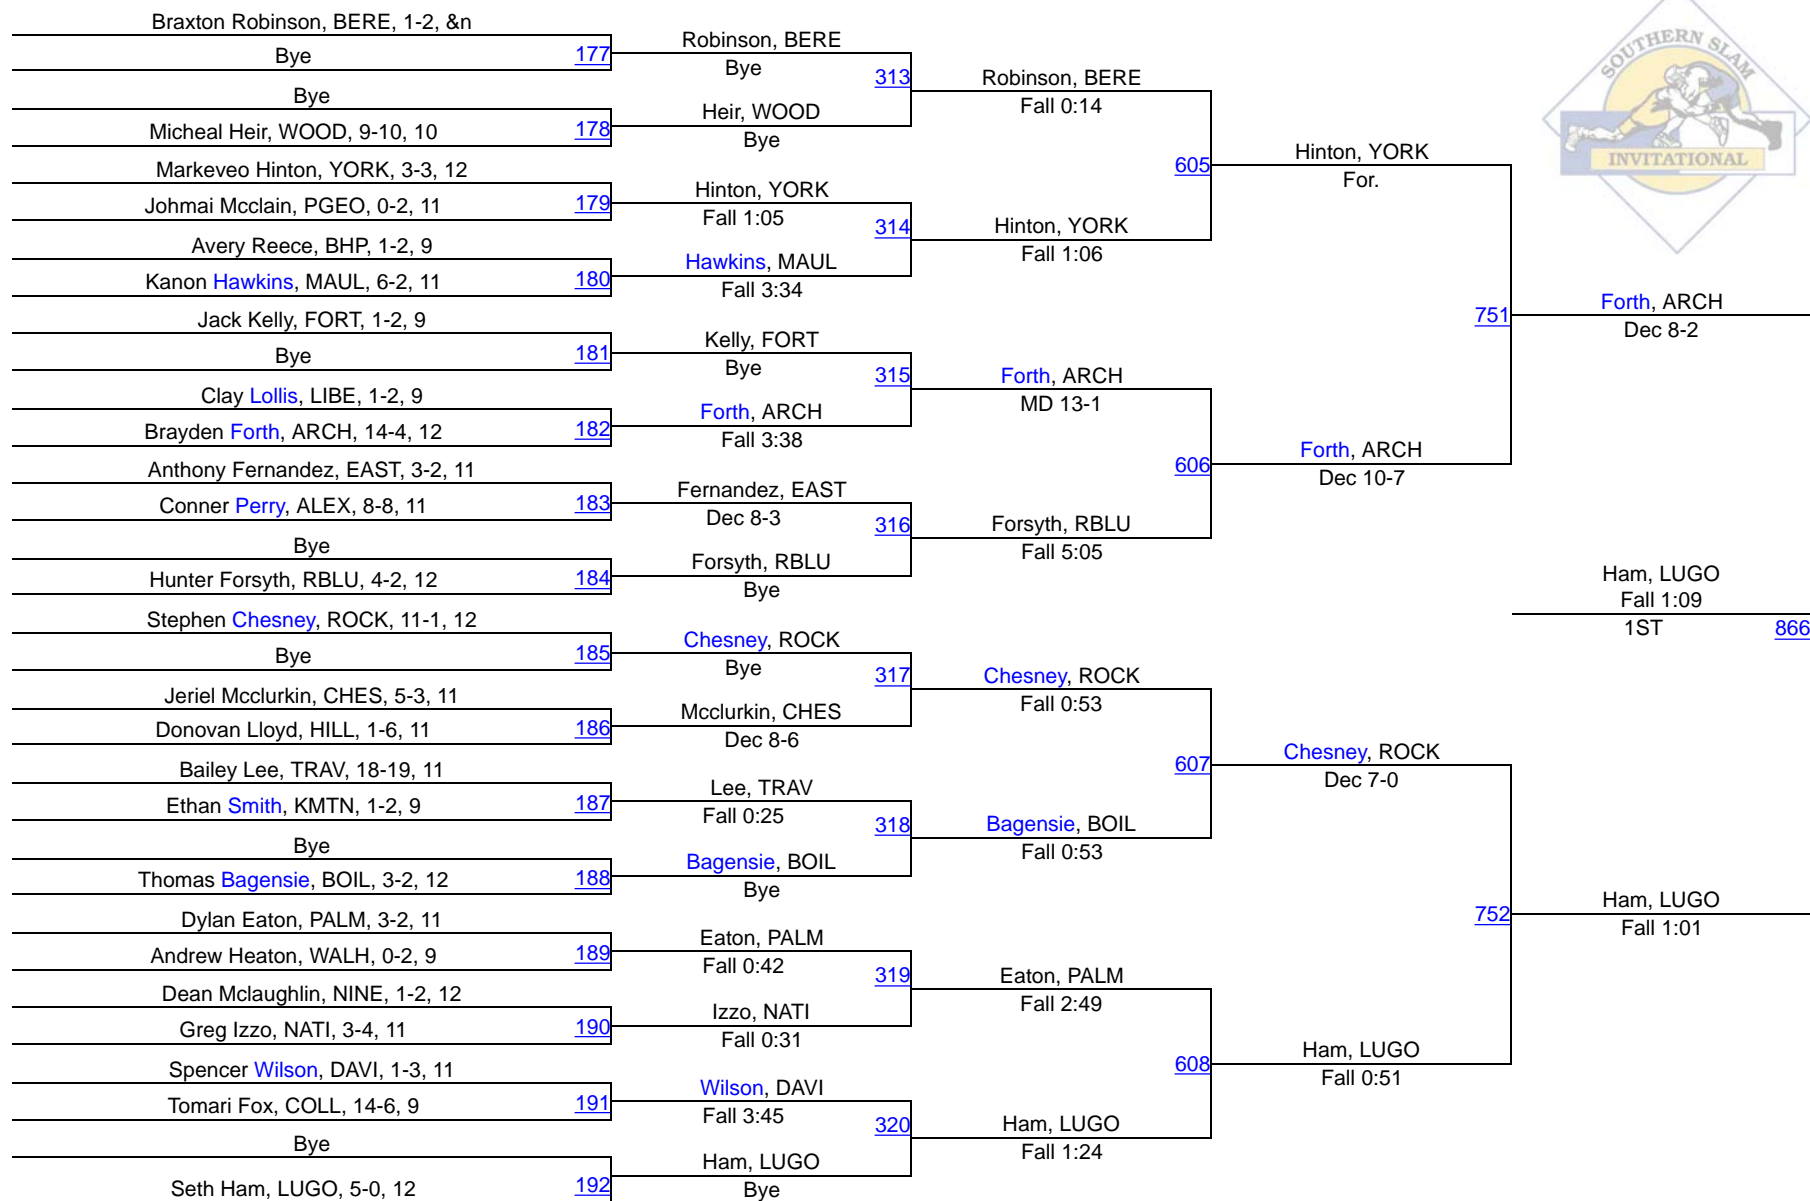 Braxton Robinson, BERE, 1-2, &n
Bye
177
Bye
Micheal Heir, WOOD, 9-10, 10
178
Markeveo Hinton, YORK, 3-3, 12
Johmai Mcclain, PGEO, 0-2, 11
179
Avery Reece, BHP, 1-2, 9
Kanon Hawkins, MAUL, 6-2, 11
180
Jack Kelly, FORT, 1-2, 9
Bye
181
Clay Lollis, LIBE, 1-2, 9
Brayden Forth, ARCH, 14-4, 12
182
Anthony Fernandez, EAST, 3-2, 11
Conner Perry, ALEX, 8-8, 11
183
Bye
Hunter Forsyth, RBLU, 4-2, 12
184
Stephen Chesney, ROCK, 11-1, 12
Bye
185
Jeriel Mcclurkin, CHES, 5-3, 11
Donovan Lloyd, HILL, 1-6, 11
186
Bailey Lee, TRAV, 18-19, 11
Ethan Smith, KMTN, 1-2, 9
187
Bye
Thomas Bagensie, BOIL, 3-2, 12
188
Dylan Eaton, PALM, 3-2, 11
Andrew Heaton, WALH, 0-2, 9
189
Dean Mclaughlin, NINE, 1-2, 12
Greg Izzo, NATI, 3-4, 11
190
Spencer Wilson, DAVI, 1-3, 11
Tomari Fox, COLL, 14-6, 9
191
Bye
Seth Ham, LUGO, 5-0, 12
192
Robinson, BERE
Bye
313
Heir, WOOD
Bye
Hinton, YORK
Fall 1:05
314
Hawkins, MAUL
Fall 3:34
Kelly, FORT
Bye
315
Forth, ARCH
Fall 3:38
Fernandez, EAST
Dec 8-3
316
Forsyth, RBLU
Bye
Chesney, ROCK
Bye
317
Mcclurkin, CHES
Dec 8-6
Lee, TRAV
Fall 0:25
318
Bagensie, BOIL
Bye
Eaton, PALM
Fall 0:42
319
Izzo, NATI
Fall 0:31
Wilson, DAVI
Fall 3:45
320
Ham, LUGO
Bye
Robinson, BERE
Fall 0:14
605
Hinton, YORK
Fall 1:06
Forth, ARCH
MD 13-1
606
Forsyth, RBLU
Fall 5:05
Chesney, ROCK
Fall 0:53
607
Bagensie, BOIL
Fall 0:53
Eaton, PALM
Fall 2:49
608
Ham, LUGO
Fall 1:24
Hinton, YORK
For.
751
Forth, ARCH
Dec 10-7
Chesney, ROCK
Dec 7-0
752
Ham, LUGO
Fall 0:51
SOUTHERN SLAM
INVITATIONAL
Forth, ARCH
Dec 8-2
Ham, LUGO
Fall 1:09
1ST
866
Ham, LUGO
Fall 1:01